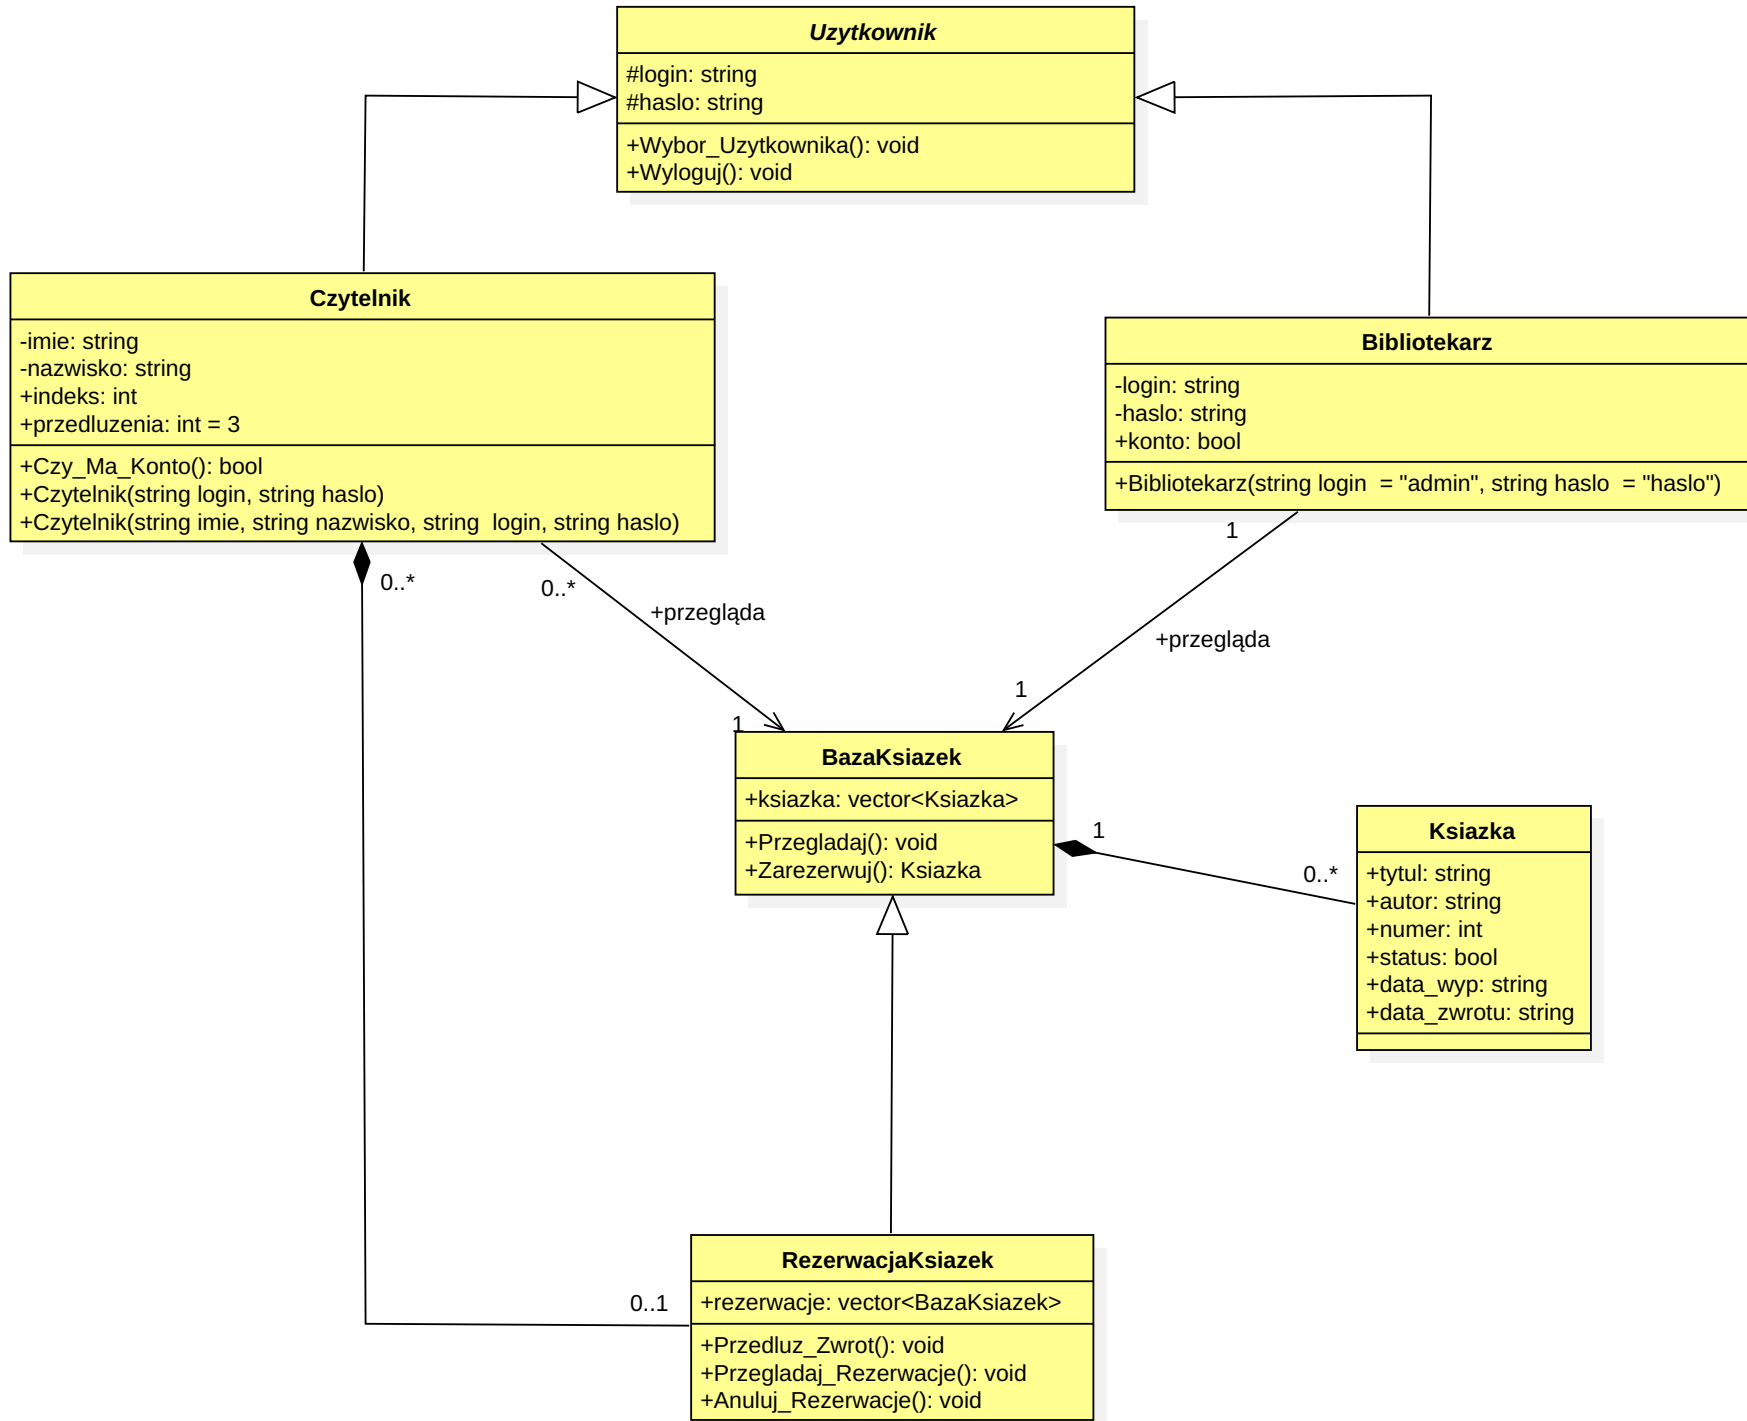 Uzytkownik
#login: string
#haslo: string
+Wybor_Uzytkownika(): void
+Wyloguj(): void
Czytelnik
-imie: string
-nazwisko: string
+indeks: int
+przedluzenia: int = 3
+Czy_Ma_Konto(): bool
+Czytelnik(string login, string haslo)
+Czytelnik(string imie, string nazwisko, string  login, string haslo)
Bibliotekarz
-login: string
-haslo: string
+konto: bool
+Bibliotekarz(string login  = "admin", string haslo  = "haslo")
0..*
0..*
+przegląda
1
1
+przegląda
1
BazaKsiazek
+ksiazka: vector<Ksiazka>
+Przegladaj(): void
+Zarezerwuj(): Ksiazka
1
0..*
Ksiazka
+tytul: string
+autor: string
+numer: int
+status: bool
+data_wyp: string
+data_zwrotu: string
0..1
RezerwacjaKsiazek
+rezerwacje: vector<BazaKsiazek>
+Przedluz_Zwrot(): void
+Przegladaj_Rezerwacje(): void
+Anuluj_Rezerwacje(): void